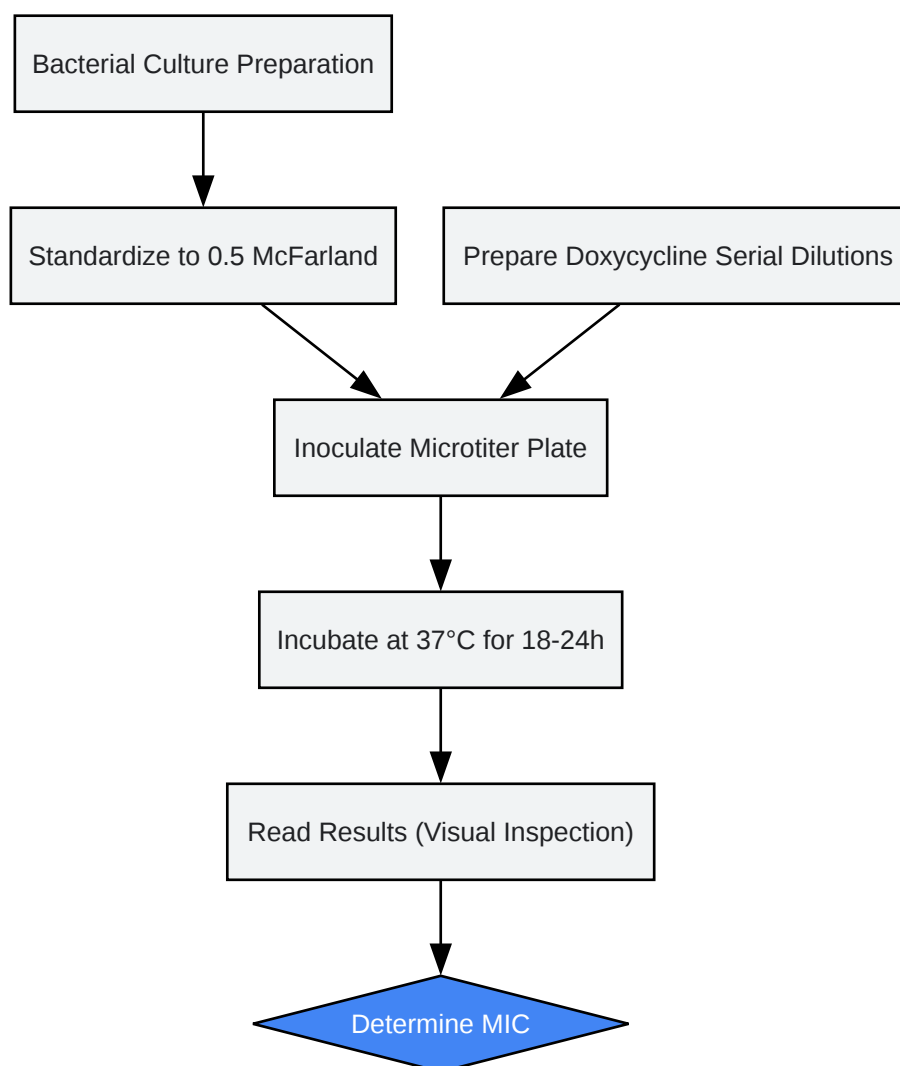 Bacterial Culture Preparation
Standardize to 0.5 McFarland
Prepare Doxycycline Serial Dilutions
Inoculate Microtiter Plate
Incubate at 37°C for 18-24h
Read Results (Visual Inspection)
Determine MIC